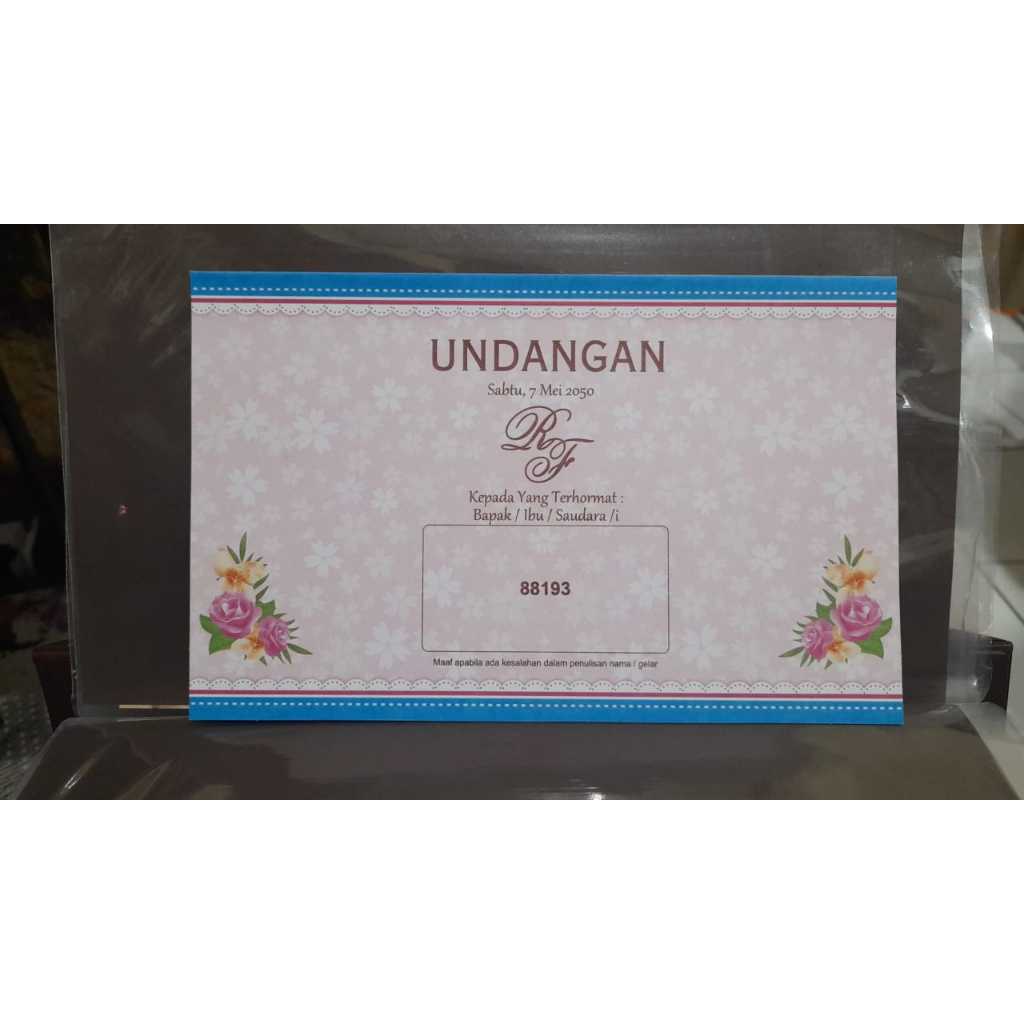 UNDANGAN
Sabtu, 7 Mei 2050
R
F
Kepada Yang Terhormat :
Bapak / Ibu / Saudara /i
88193
Maaf apabila ada kesalahan dalam penulisan nama / gelar